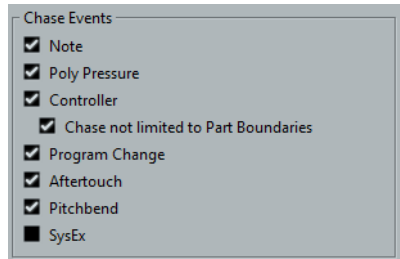 Chase Events
Note
Poly Pressure
Controller
Chase not limited to Part Boundaries
Program Change
Aftertouch
Pitchbend
SysEx